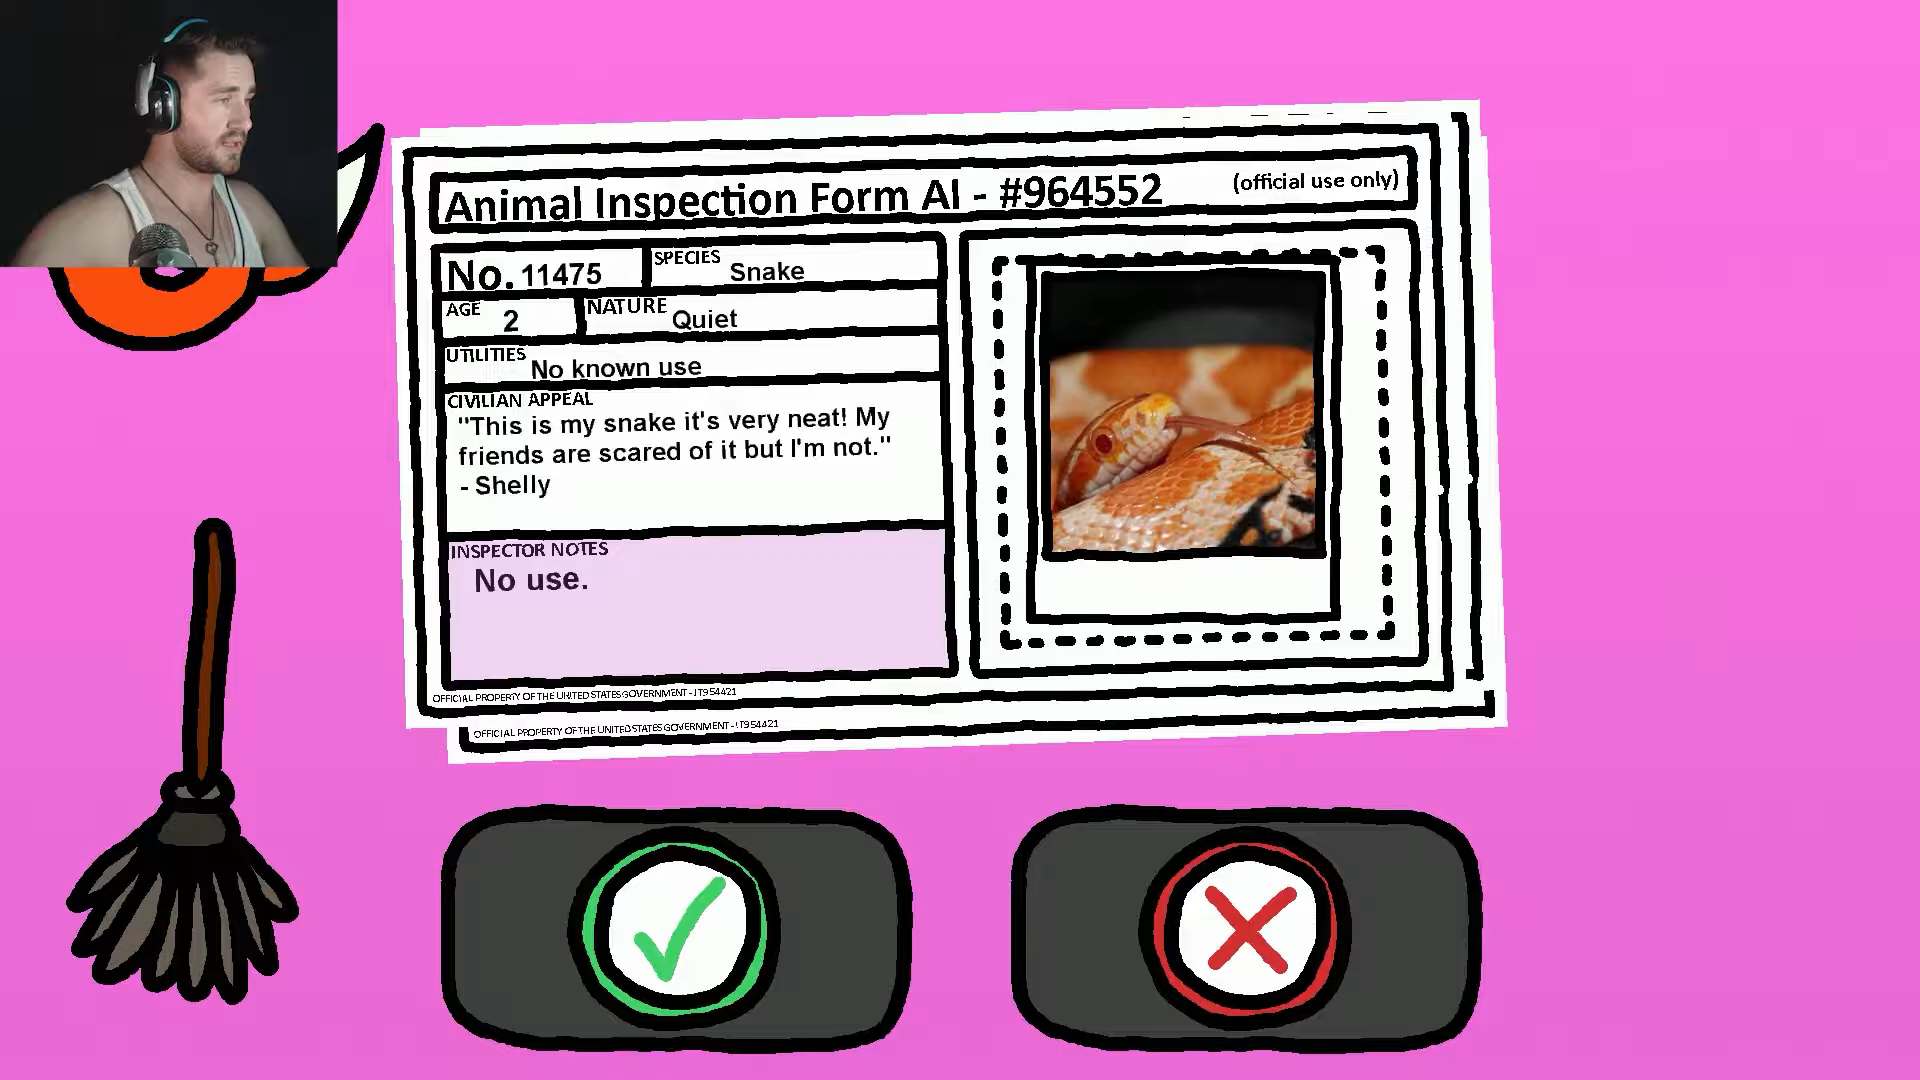 Animal Inspection Form AI - #964552
(official use only)
No. 11475
SPECIES Snake
AGE 2
NATURE Quiet
UTILITIES No known use
CIVILIAN APPEAL
"This is my snake it's very neat! My
friends are scared of it but I'm not."
- Shelly
INSPECTOR NOTES
No use.
OFFICIAL PROPERTY OF THE UNITED STATES GOVERNMENT - IT954421
OFFICIAL PROPERTY OF THE UNITED STATES GOVERNMENT - IT954421